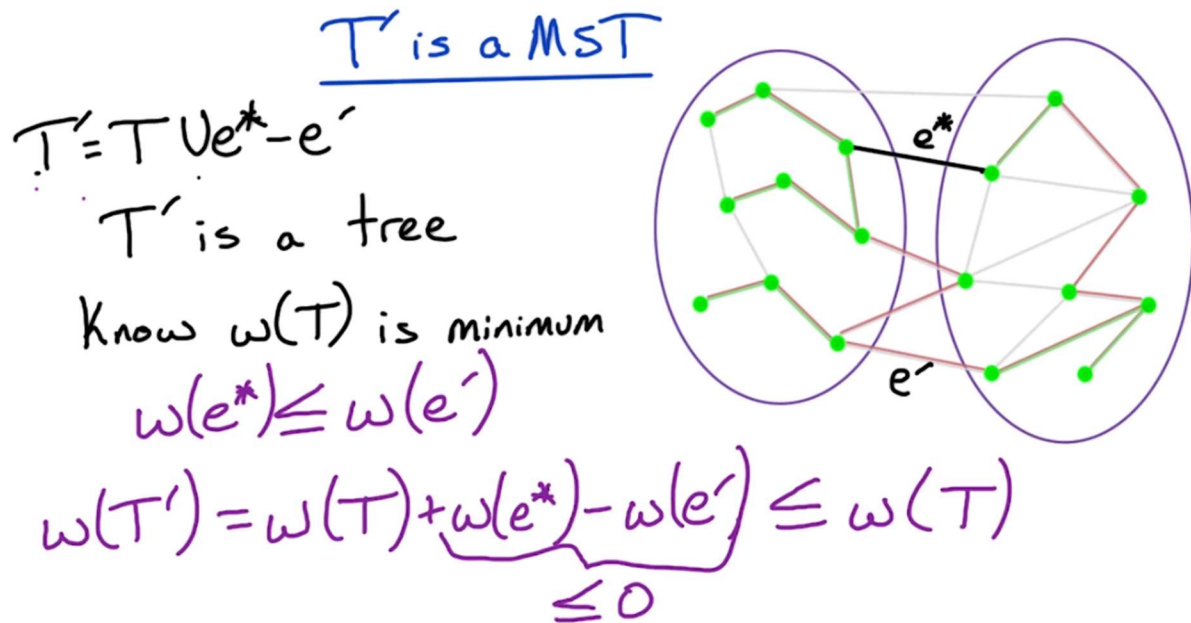 T′ is a MST
T′ = T ∪ e* - e′
T′ is a tree
Know w(T) is minimum
w(e*) ≤ w(e′)
w(T′) = w(T) + w(e*) - w(e′) ≤ w(T)
≤ 0
e*
e′